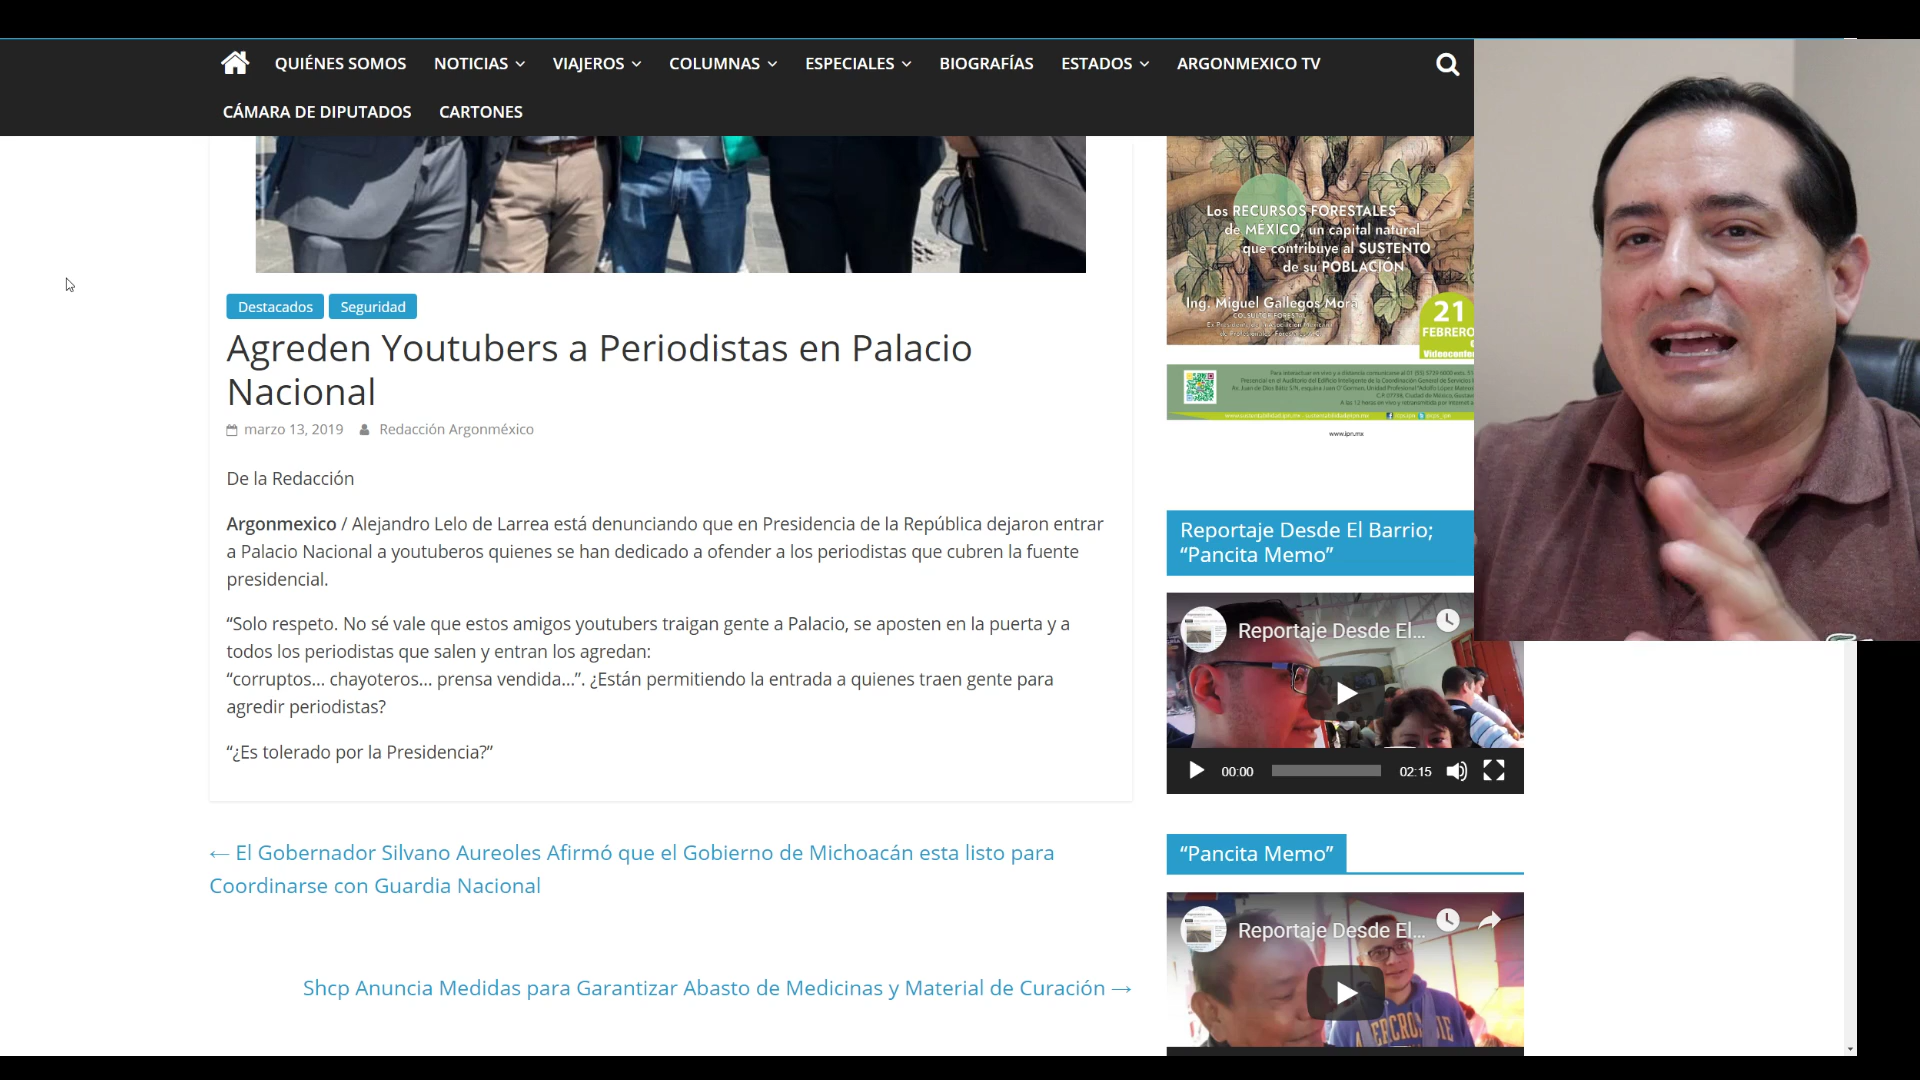 QUIÉNES SOMOS NOTICIAS VIAJEROS COLUMNAS ESPECIALES BIOGRAFÍAS ESTADOS ARGONMEXICO TV
CÁMARA DE DIPUTADOS CARTONES
Destacados Seguridad
Agreden Youtubers a Periodistas en Palacio
Nacional
marzo 13, 2019 Redacción Argonméxico
De la Redacción
Argonmexico / Alejandro Lelo de Larrea está denunciando que en Presidencia de la República dejaron entrar
a Palacio Nacional a youtuberos quienes se han dedicado a ofender a los periodistas que cubren la fuente
presidencial.
“Solo respeto. No sé vale que estos amigos youtubers traigan gente a Palacio, se aposten en la puerta y a
todos los periodistas que salen y entran los agredan:
“corruptos… chayoteros… prensa vendida…”. ¿Están permitiendo la entrada a quienes traen gente para
agredir periodistas?
“¿Es tolerado por la Presidencia?”
← El Gobernador Silvano Aureoles Afirmó que el Gobierno de Michoacán esta listo para
Coordinarse con Guardia Nacional
Shcp Anuncia Medidas para Garantizar Abasto de Medicinas y Material de Curación →
Los RECURSOS FORESTALES
de MÉXICO, un capital natural
que contribuye al SUSTENTO
de su POBLACIÓN
Ing. Miguel Gallegos Mora
CONSULTOR FORESTAL
21
FEBRERO
www.ipn.mx
Reportaje Desde El Barrio;
“Pancita Memo”
Reportaje Desde El...
00:00 02:15
“Pancita Memo”
Reportaje Desde El...